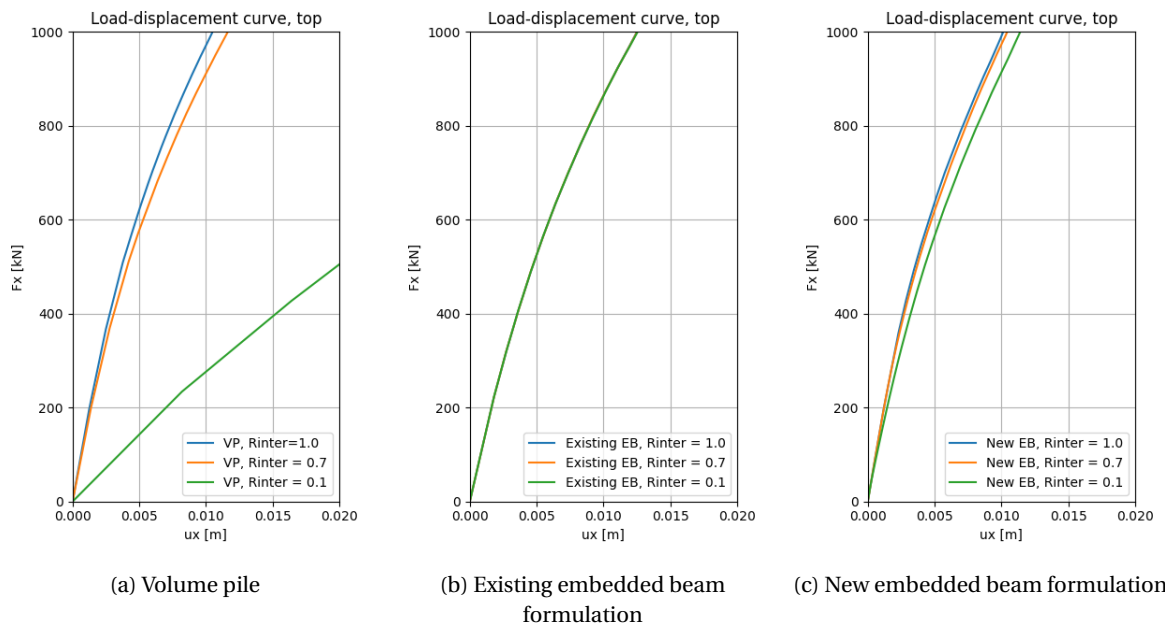 Load-displacement curve, top
1000
800
600
400
200
0
Fx [kN]
0.000 0.005 0.010 0.015 0.020
ux [m]
VP, Rinter=1.0
VP, Rinter = 0.7
VP, Rinter = 0.1
(a) Volume pile
Load-displacement curve, top
1000
800
600
400
200
0
Fx [kN]
0.000 0.005 0.010 0.015 0.020
ux [m]
Existing EB, Rinter = 1.0
Existing EB, Rinter = 0.7
Existing EB, Rinter = 0.1
(b) Existing embedded beam
formulation
Load-displacement curve, top
1000
800
600
400
200
0
Fx [kN]
0.000 0.005 0.010 0.015 0.020
ux [m]
New EB, Rinter = 1.0
New EB, Rinter = 0.7
New EB, Rinter = 0.1
(c) New embedded beam formulation